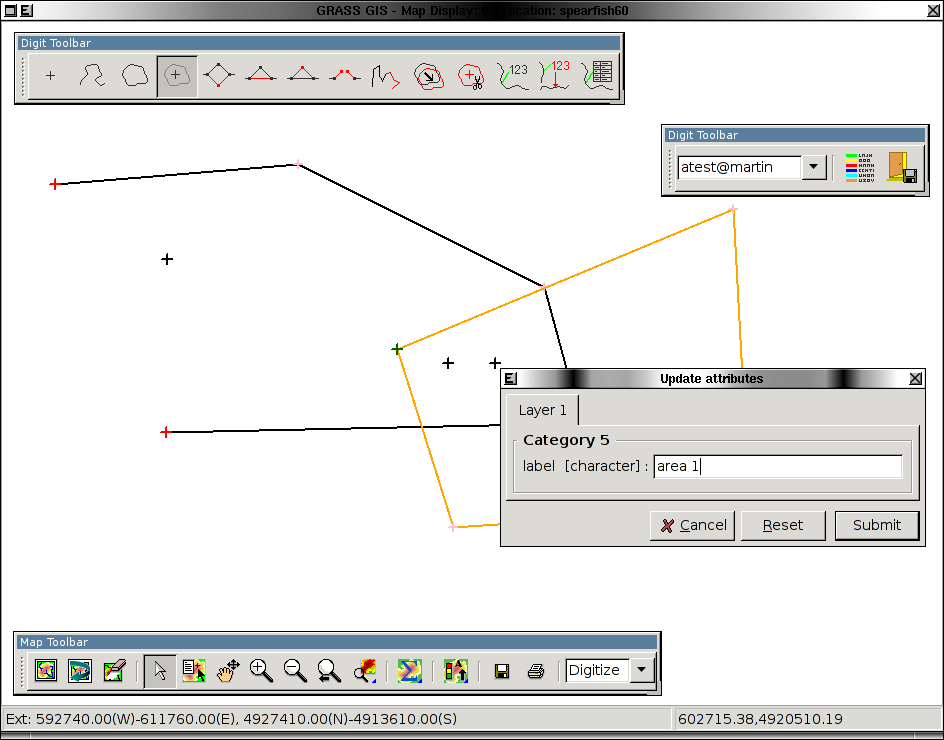 GRASS GIS - Map Display: Location: spearfish60
Digit Toolbar
123
123
Digit Toolbar
atest@martin
Update attributes
Layer 1
Category 5
label [character] : area 1
Cancel Reset Submit
Map Toolbar
Digitize
Ext: 592740.00(W)-611760.00(E), 4927410.00(N)-4913610.00(S)
602715.38,4920510.19